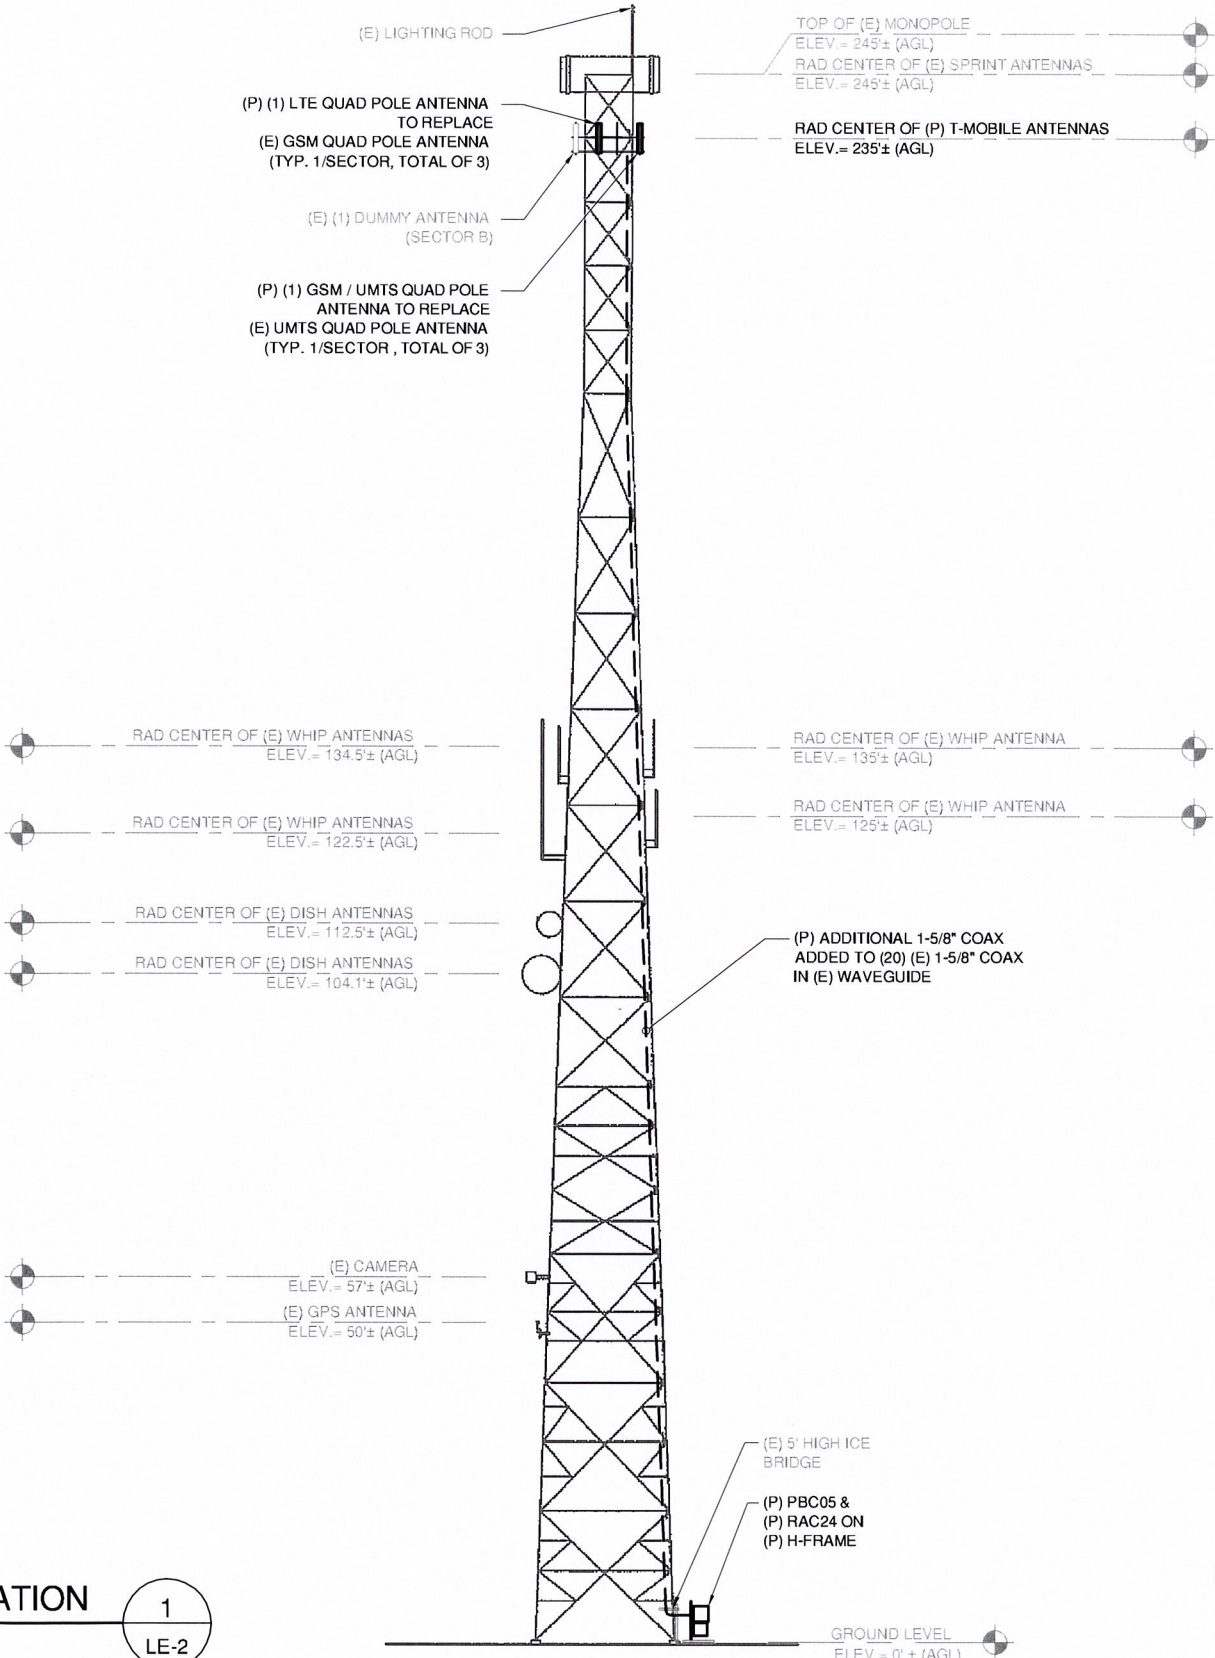 (E) LIGHTING ROD
TOP OF (E) MONOPOLE
ELEV.= 245'± (AGL)
RAD CENTER OF (E) SPRINT ANTENNAS
ELEV.= 245'± (AGL)
(P) (1) LTE QUAD POLE ANTENNA
TO REPLACE
(E) GSM QUAD POLE ANTENNA
(TYP. 1/SECTOR, TOTAL OF 3)
RAD CENTER OF (P) T-MOBILE ANTENNAS
ELEV.= 235'± (AGL)
(E) (1) DUMMY ANTENNA
(SECTOR B)
(P) (1) GSM / UMTS QUAD POLE
ANTENNA TO REPLACE
(E) UMTS QUAD POLE ANTENNA
(TYP. 1/SECTOR , TOTAL OF 3)
RAD CENTER OF (E) WHIP ANTENNAS
ELEV.= 134.5'± (AGL)
RAD CENTER OF (E) WHIP ANTENNA
ELEV.= 135'± (AGL)
RAD CENTER OF (E) WHIP ANTENNAS
ELEV.= 122.5'± (AGL)
RAD CENTER OF (E) WHIP ANTENNA
ELEV.= 125'± (AGL)
RAD CENTER OF (E) DISH ANTENNAS
ELEV.= 112.5'± (AGL)
RAD CENTER OF (E) DISH ANTENNAS
ELEV.= 104.1'± (AGL)
(P) ADDITIONAL 1-5/8" COAX
ADDED TO (20) (E) 1-5/8" COAX
IN (E) WAVEGUIDE
(E) CAMERA
ELEV.= 57'± (AGL)
(E) GPS ANTENNA
ELEV.= 50'± (AGL)
(E) 5' HIGH ICE
BRIDGE
(P) PBC05 &
(P) RAC24 ON
(P) H-FRAME
ATION
1
LE-2
GROUND LEVEL
ELEV.= 0'± (AGL)